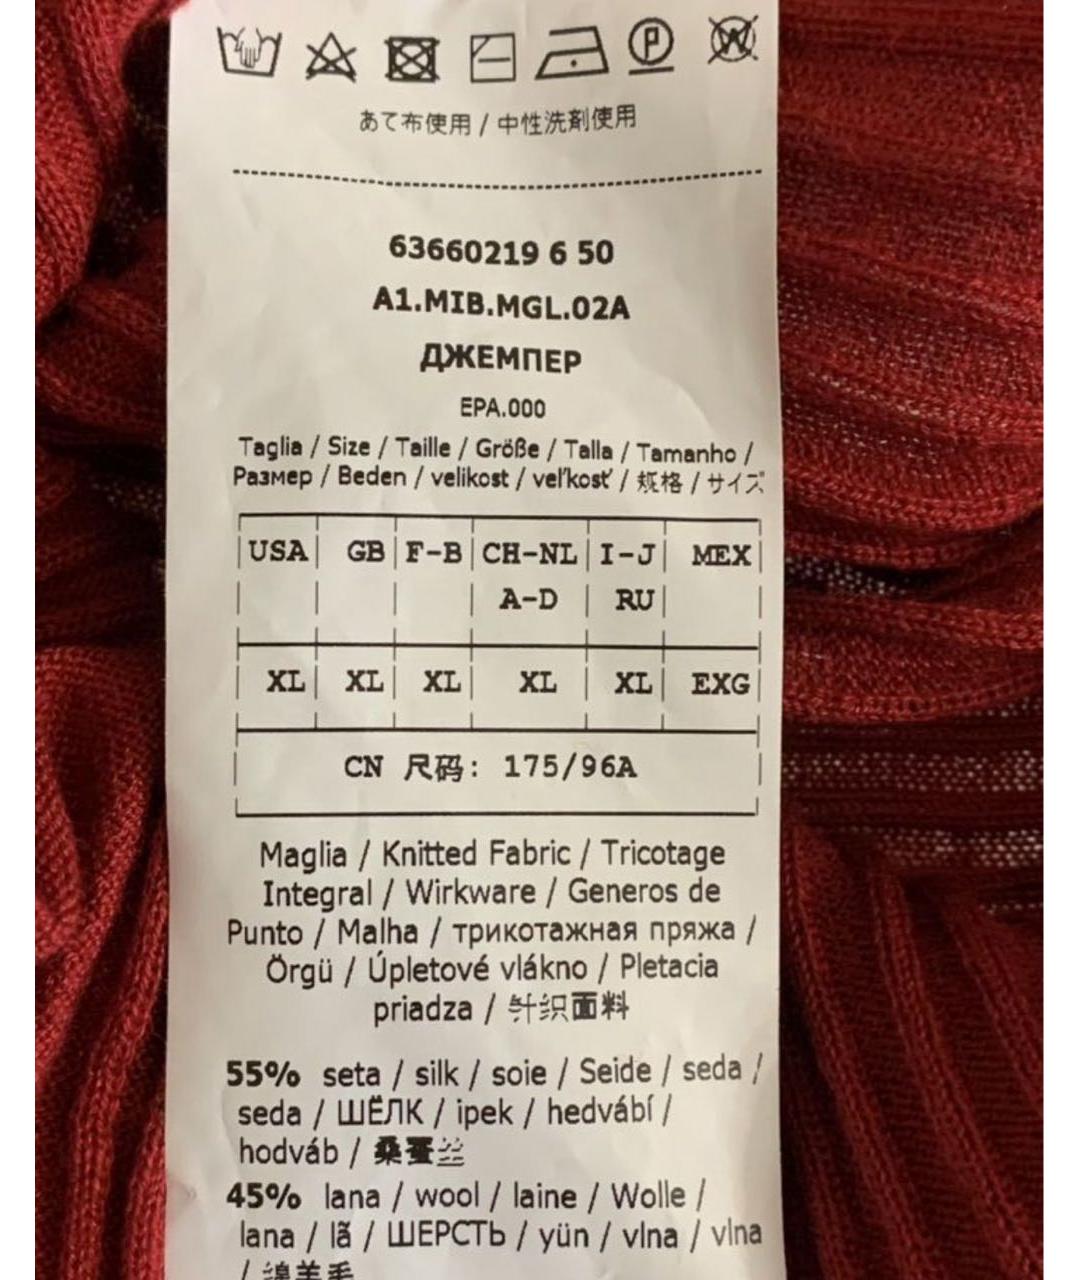 P W
あて布使用 / 中性洗剤使用
63660219 6 50
A1.MIB.MGL.02A
ДЖЕМПЕР
EPA.000
Taglia / Size / Taille / Größe / Talla / Tamanho /
Размер / Beden / velikost / veľkosť / 规格 / サイズ
USA GB F-B CH-NL I-J MEX
A-D RU
XL XL XL XL XL EXG
CN 尺码: 175/96A
Maglia / Knitted Fabric / Tricotage
Integral / Wirkware / Generos de
Punto / Malha / трикотажная пряжа /
Örgü / Úpletové vlákno / Pletacia
priadza / 针织面料
55% seta / silk / soie / Seide / seda /
seda / ШЁЛК / ipek / hedvábí /
hodváb / 桑蚕丝
45% lana / wool / laine / Wolle /
lana / lã / ШЕРСТЬ / yün / vlna / vlna
/ 绵羊毛